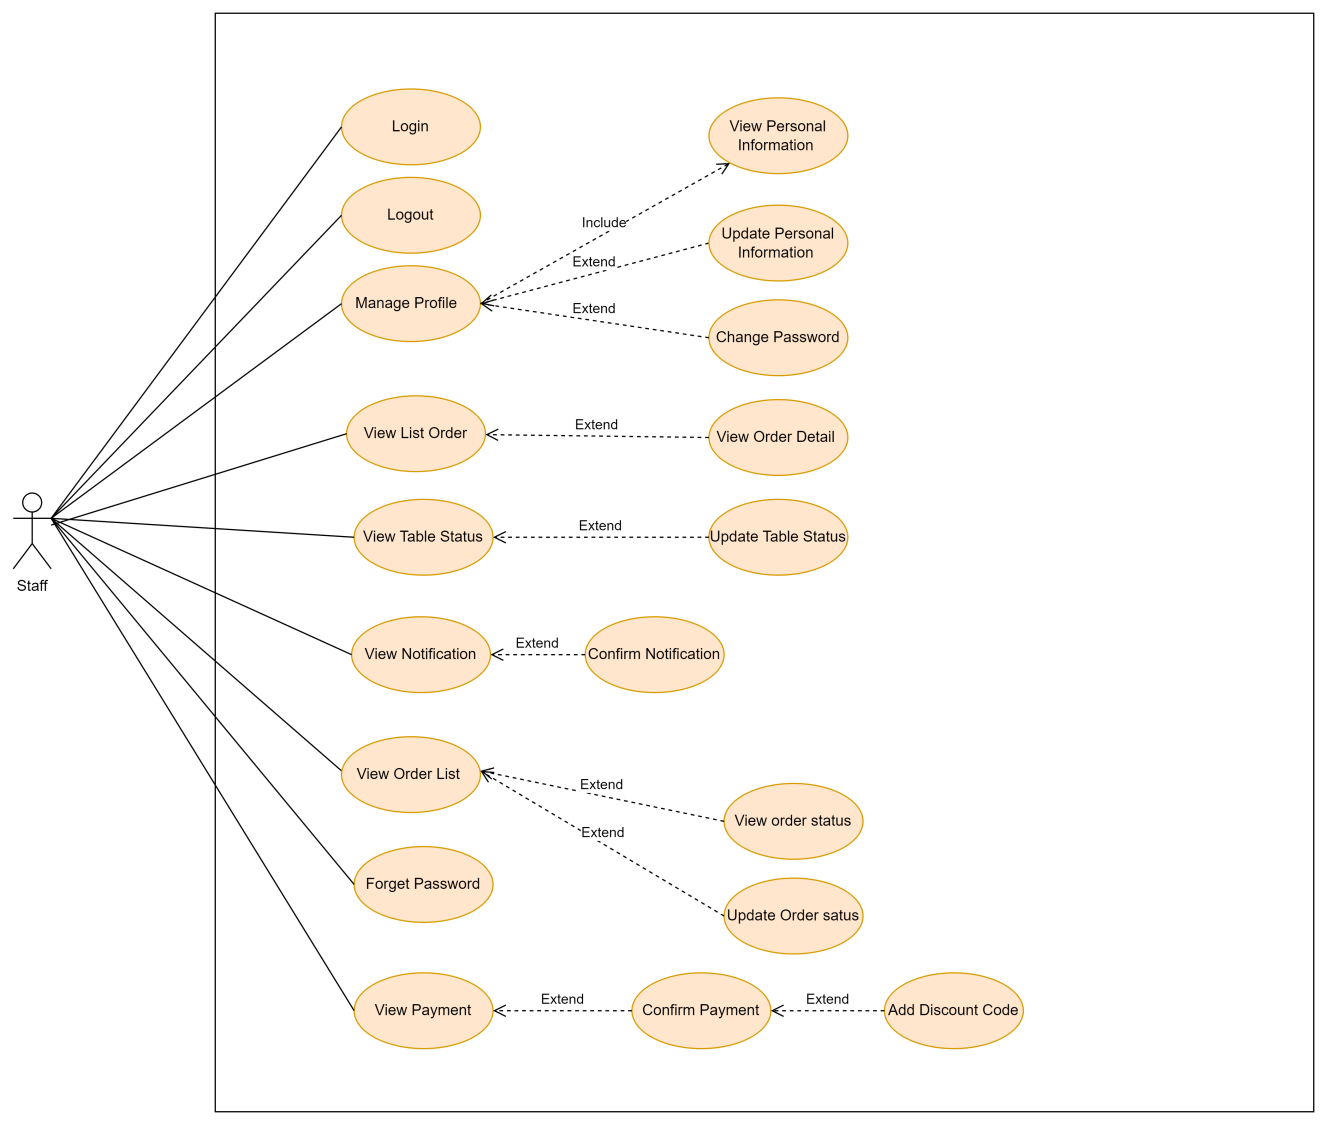 Login
View Personal
Information
Logout
Include
Update Personal
Information
Extend
Manage Profile
Extend
Change Password
View List Order
Extend
View Order Detail
Staff
View Table Status
Extend
Update Table Status
View Notification
Extend
Confirm Notification
View Order List
Extend
View order status
Extend
Forget Password
Update Order satus
View Payment
Extend
Confirm Payment
Extend
Add Discount Code